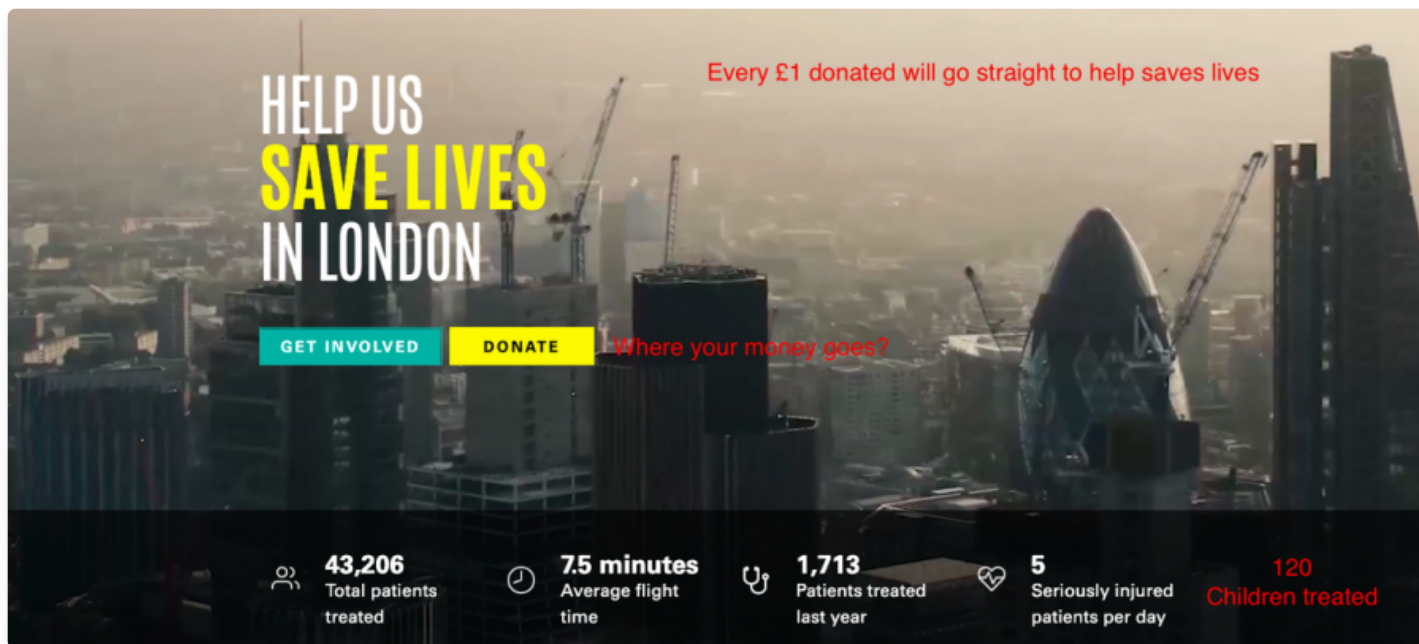 Every £1 donated will go straight to help saves lives
HELP US
SAVE LIVES
IN LONDON
GET INVOLVED
DONATE
Where your money goes?
43,206
Total patients
treated
7.5 minutes
Average flight
time
1,713
Patients treated
last year
5
Seriously injured
patients per day
120
Children treated